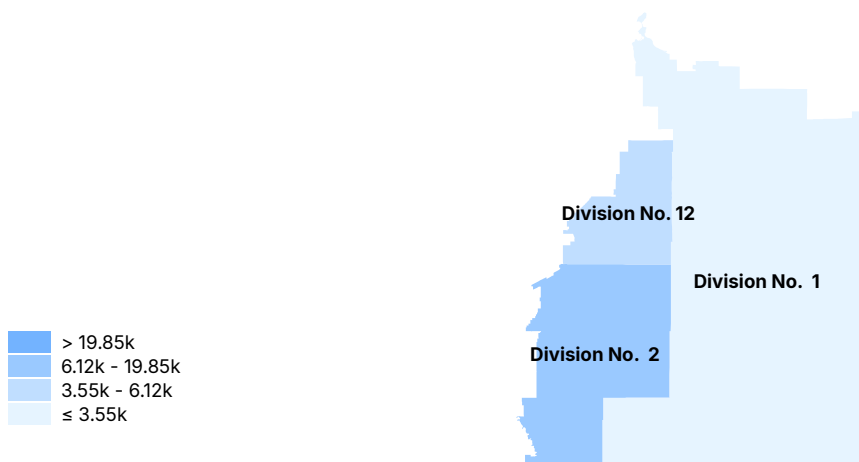 Division No. 12
Division No.  1
Division No.  2
> 19.85k
6.12k - 19.85k
3.55k - 6.12k
≤ 3.55k